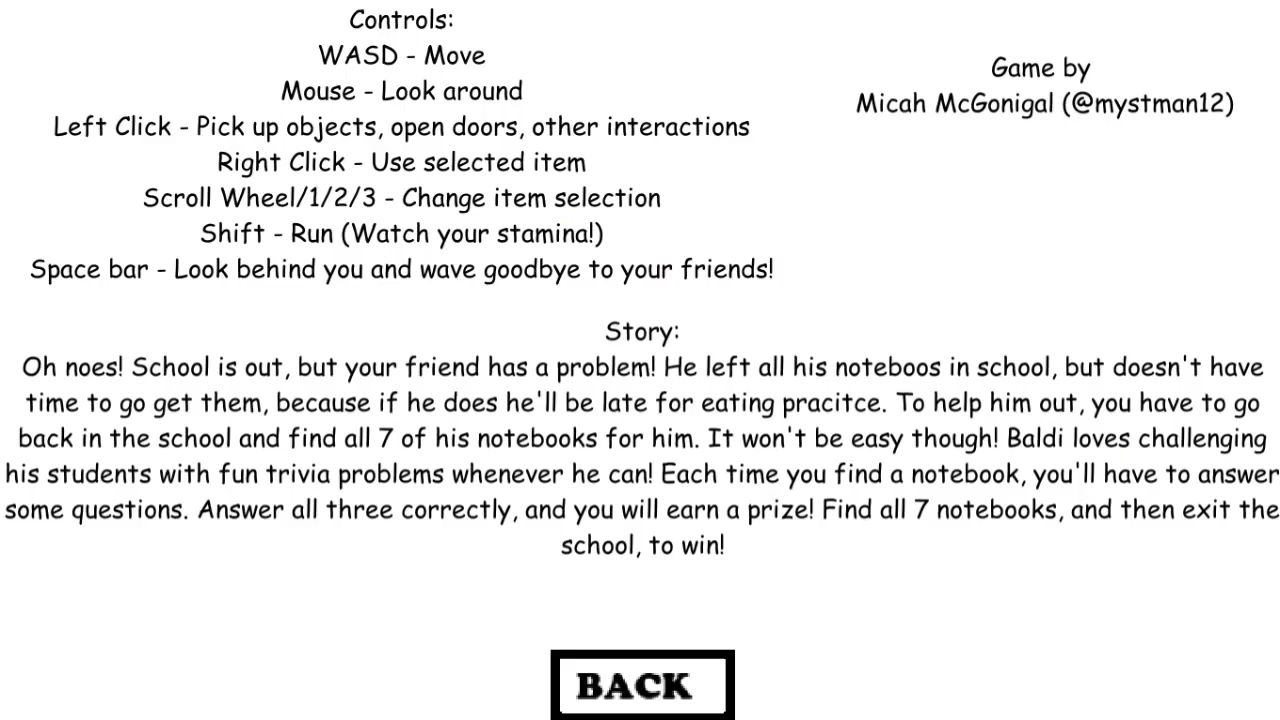 Controls:
WASD - Move
Mouse - Look around
Left Click - Pick up objects, open doors, other interactions
Right Click - Use selected item
Scroll Wheel/1/2/3 - Change item selection
Shift - Run (Watch your stamina!)
Space bar - Look behind you and wave goodbye to your friends!
Game by
Micah McGonigal (@mystman12)
Story:
Oh noes! School is out, but your friend has a problem! He left all his noteboos in school, but doesn't have
time to go get them, because if he does he'll be late for eating pracitce. To help him out, you have to go
back in the school and find all 7 of his notebooks for him. It won't be easy though! Baldi loves challenging
his students with fun trivia problems whenever he can! Each time you find a notebook, you'll have to answer
some questions. Answer all three correctly, and you will earn a prize! Find all 7 notebooks, and then exit the
school, to win!
BACK